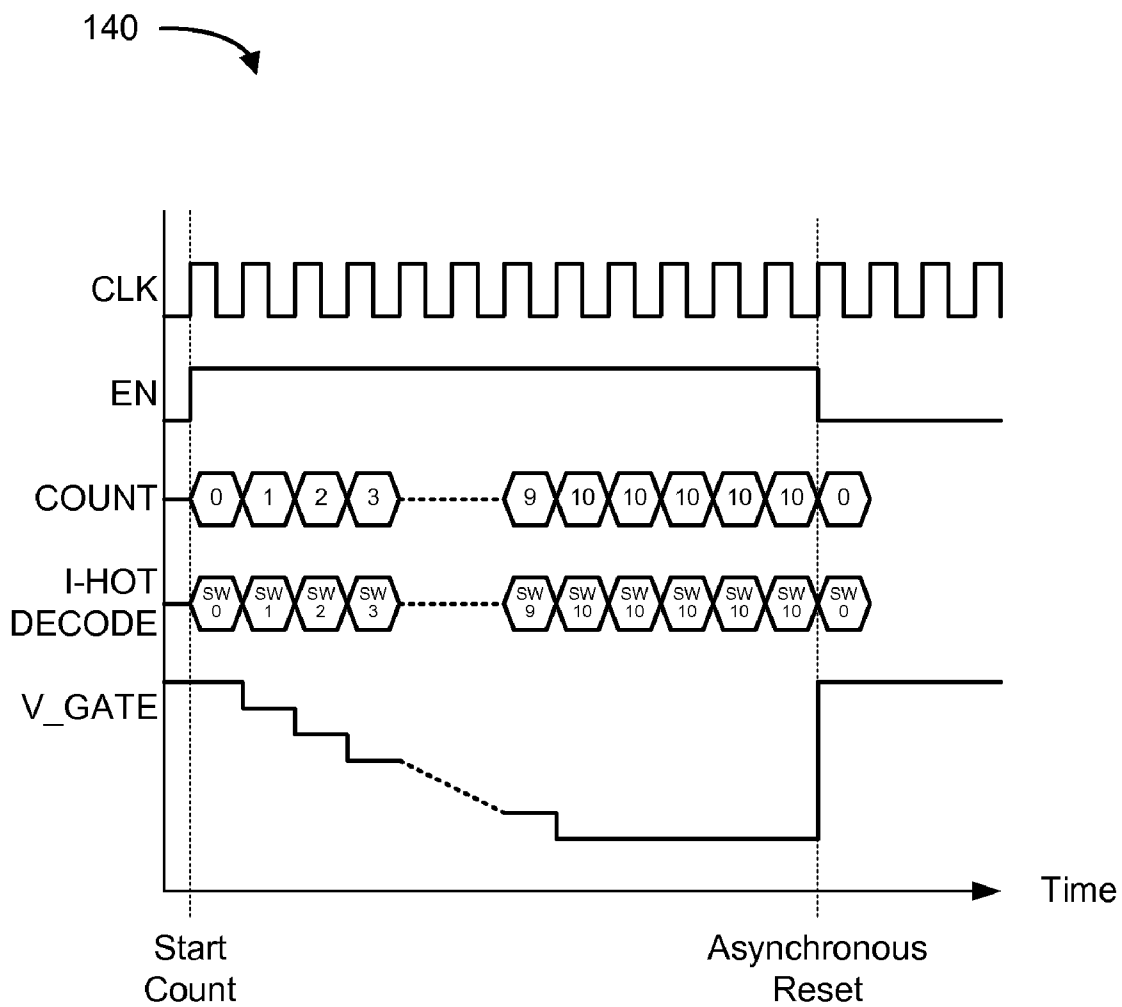 140
CLK
EN
COUNT 0 1 2 3 9 10 10 10 10 10 0
I-HOT
DECODE
SW SW SW SW SW SW SW SW SW SW SW
0 1 2 3 9 10 10 10 10 10 0
V_GATE
Time
Start
Count
Asynchronous
Reset